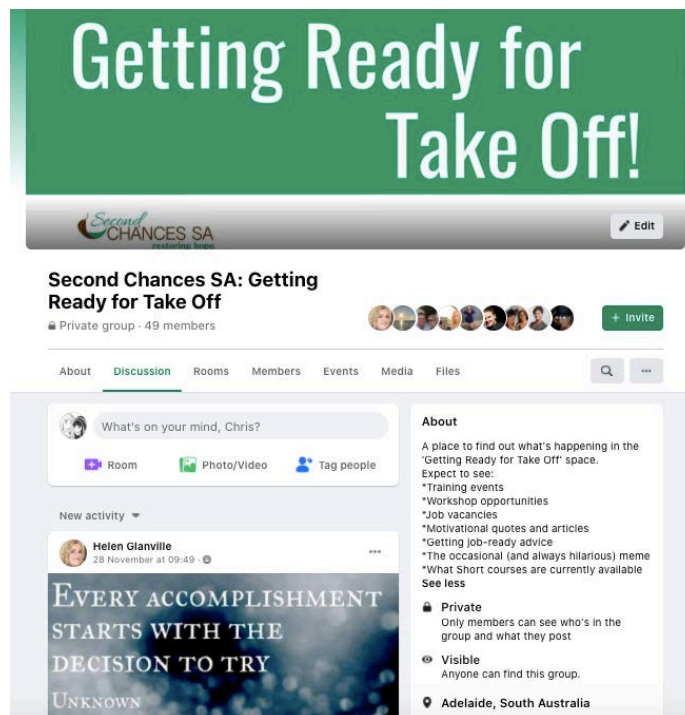 Getting Ready for
Take Off!
Second
CHANCES SA
restoring hope
Edit
Second Chances SA: Getting
Ready for Take Off
Private group · 49 members
+ Invite
About Discussion Rooms Members Events Media Files
What's on your mind, Chris?
Room Photo/Video Tag people
New activity
Helen Glanville
28 November at 09:49 ·
EVERY ACCOMPLISHMENT
STARTS WITH THE
DECISION TO TRY
UNKNOWN
About
A place to find out what's happening in the
'Getting Ready for Take Off' space.
Expect to see:
*Training events
*Workshop opportunities
*Job vacancies
*Motivational quotes and articles
*Getting job-ready advice
*The occasional (and always hilarious) meme
*What Short courses are currently available
See less
Private
Only members can see who's in the
group and what they post
Visible
Anyone can find this group.
Adelaide, South Australia